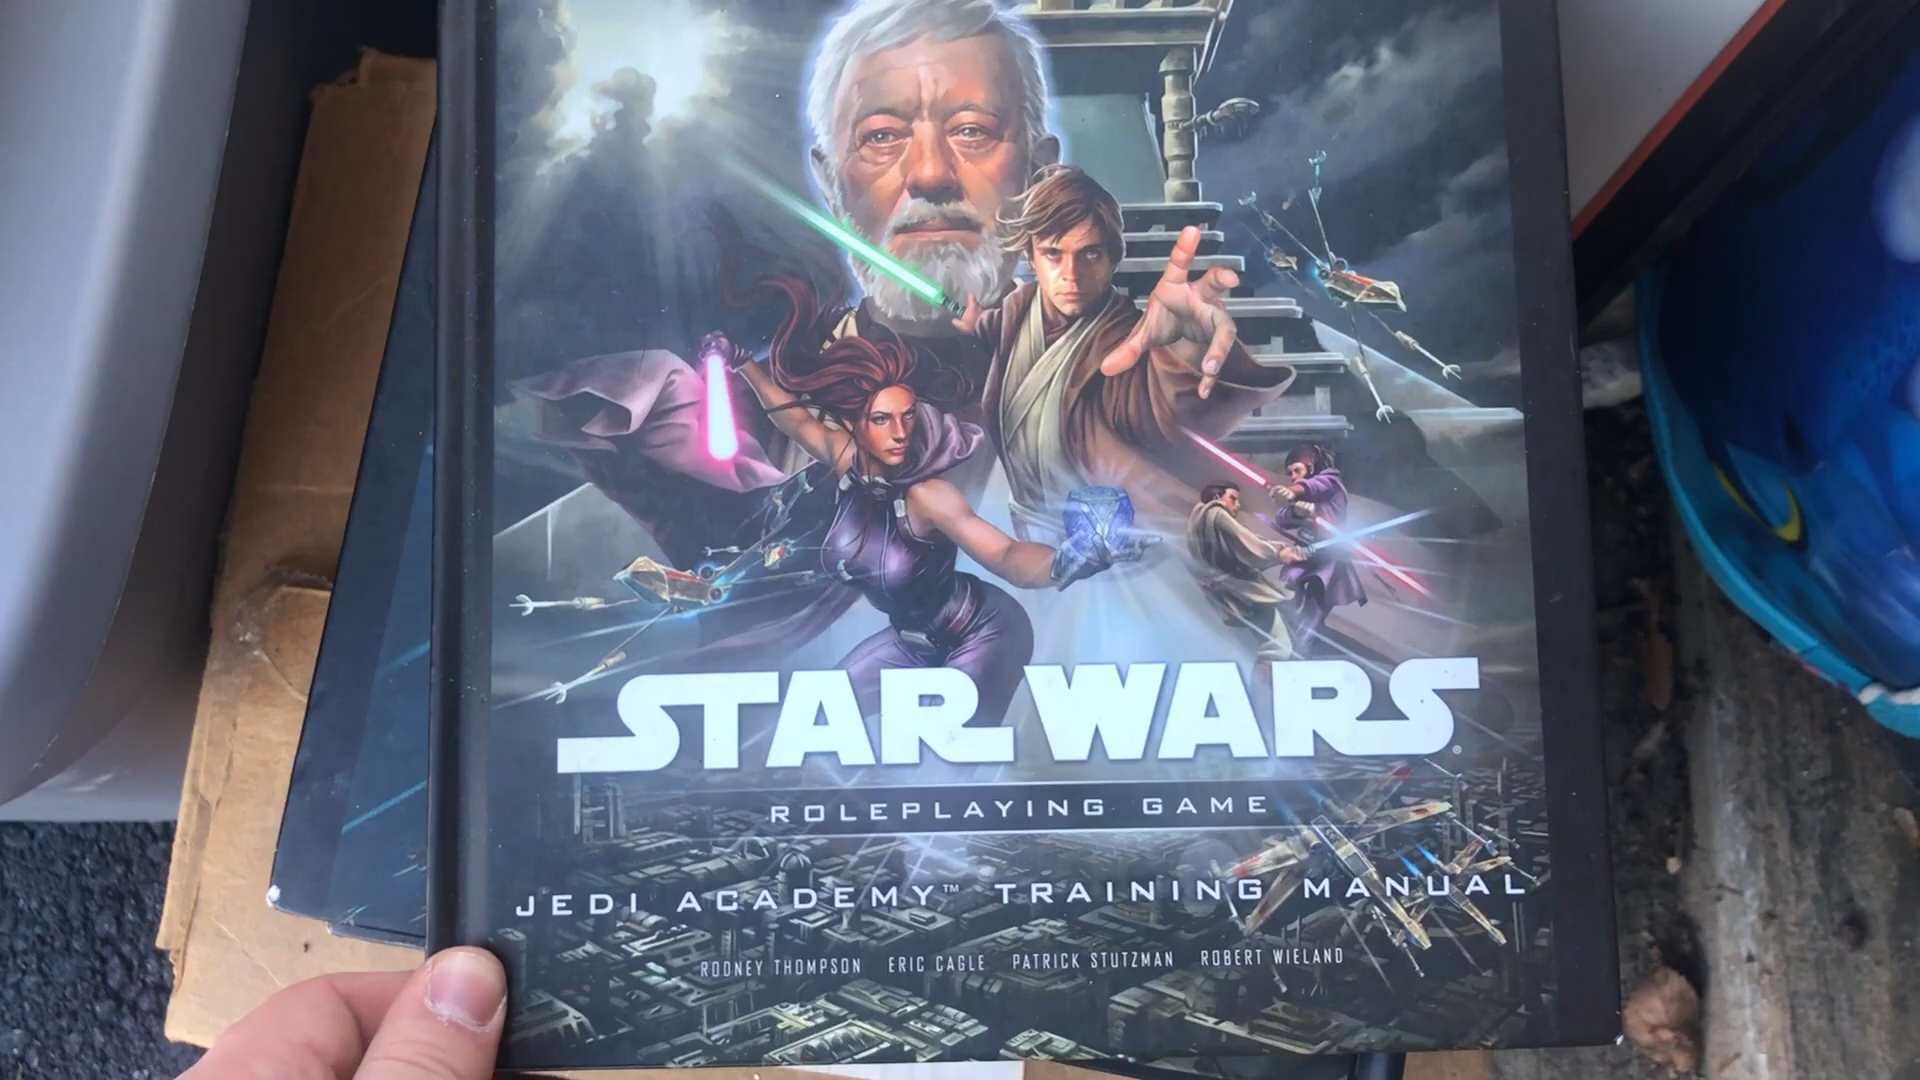 STAR WARS®
ROLEPLAYING GAME
JEDI ACADEMY™ TRAINING MANUAL
RODNEY THOMPSON ERIC CAGLE PATRICK STUTZMAN ROBERT WIELAND